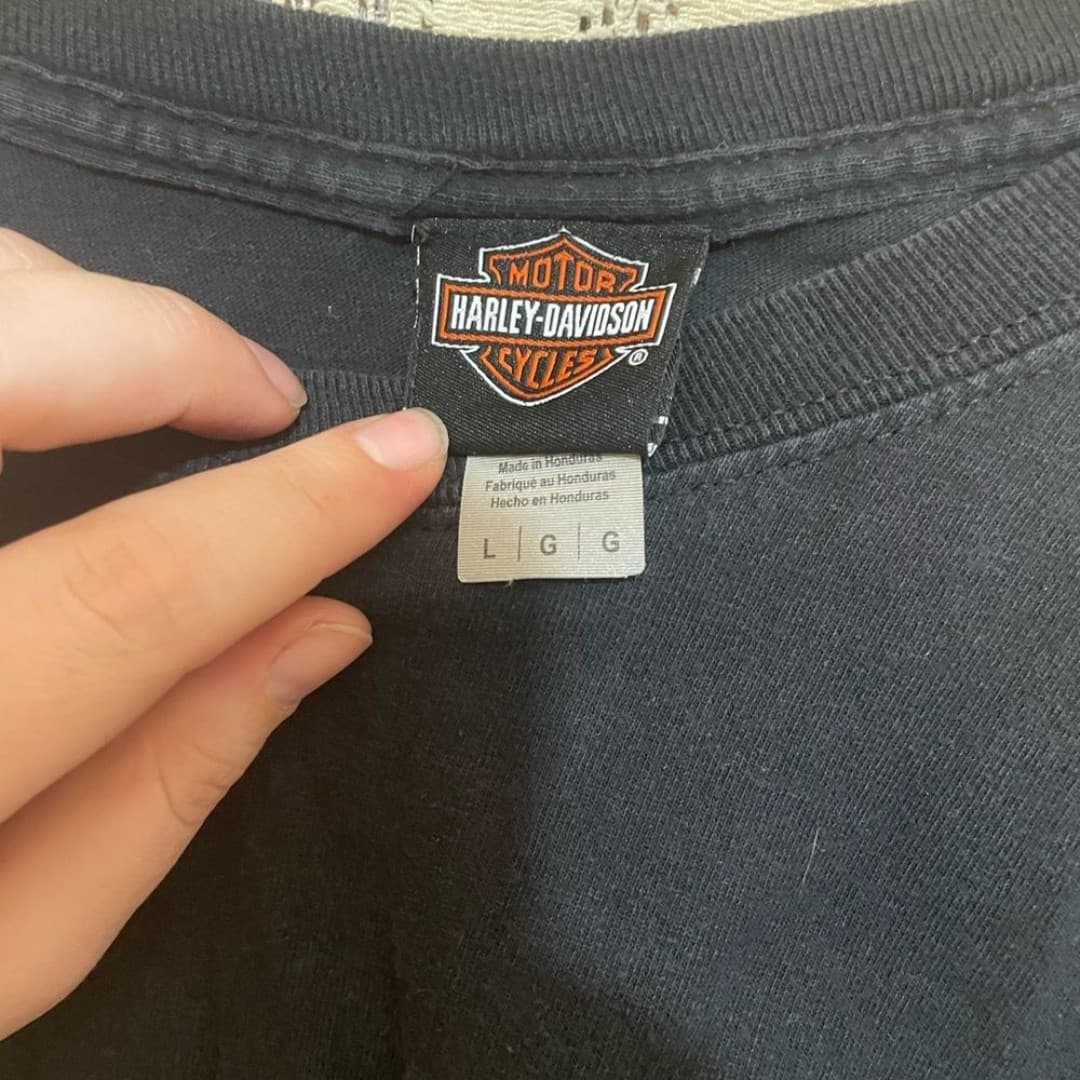 MOTOR
HARLEY-DAVIDSON
CYCLES
®
Made in Honduras
Fabriqué au Honduras
Hecho en Honduras
L | G | G